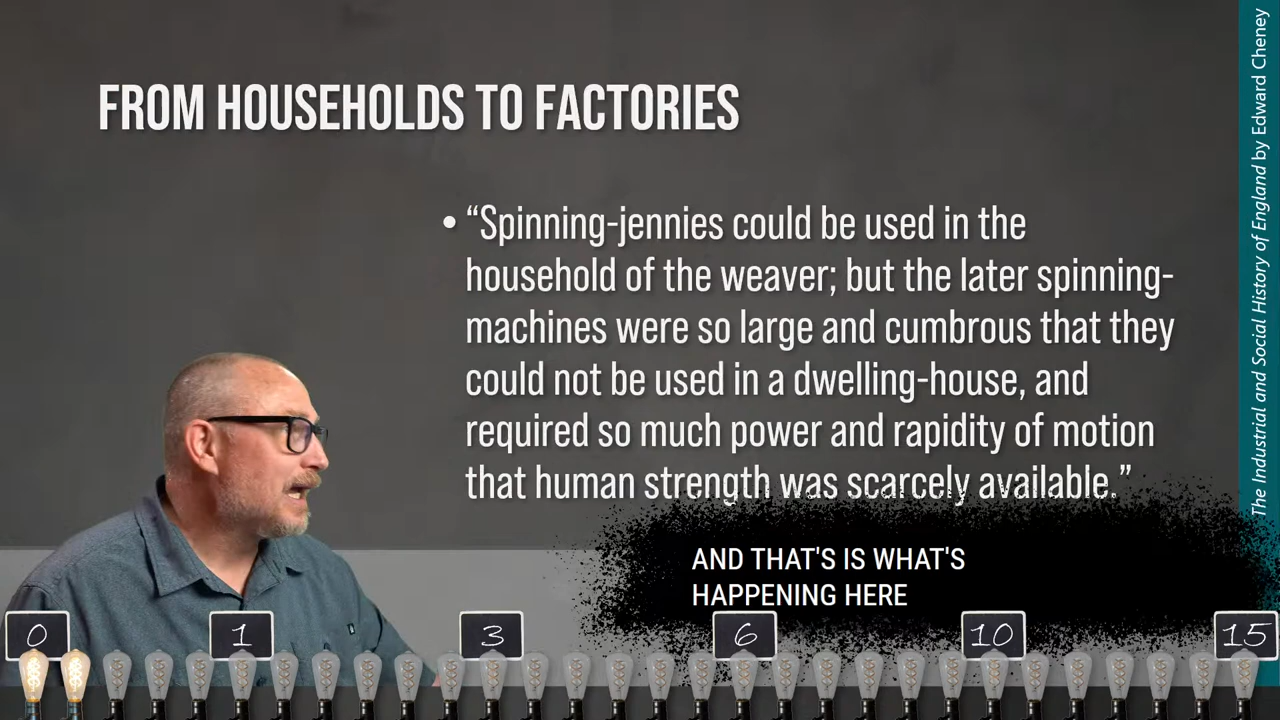 FROM HOUSEHOLDS TO FACTORIES
• “Spinning-jennies could be used in the
household of the weaver; but the later spinning-
machines were so large and cumbrous that they
could not be used in a dwelling-house, and
required so much power and rapidity of motion
that human strength was scarcely available.”
The Industrial and Social History of England by Edward Cheney
AND THAT'S IS WHAT'S
HAPPENING HERE
0 1 3 6 10 15